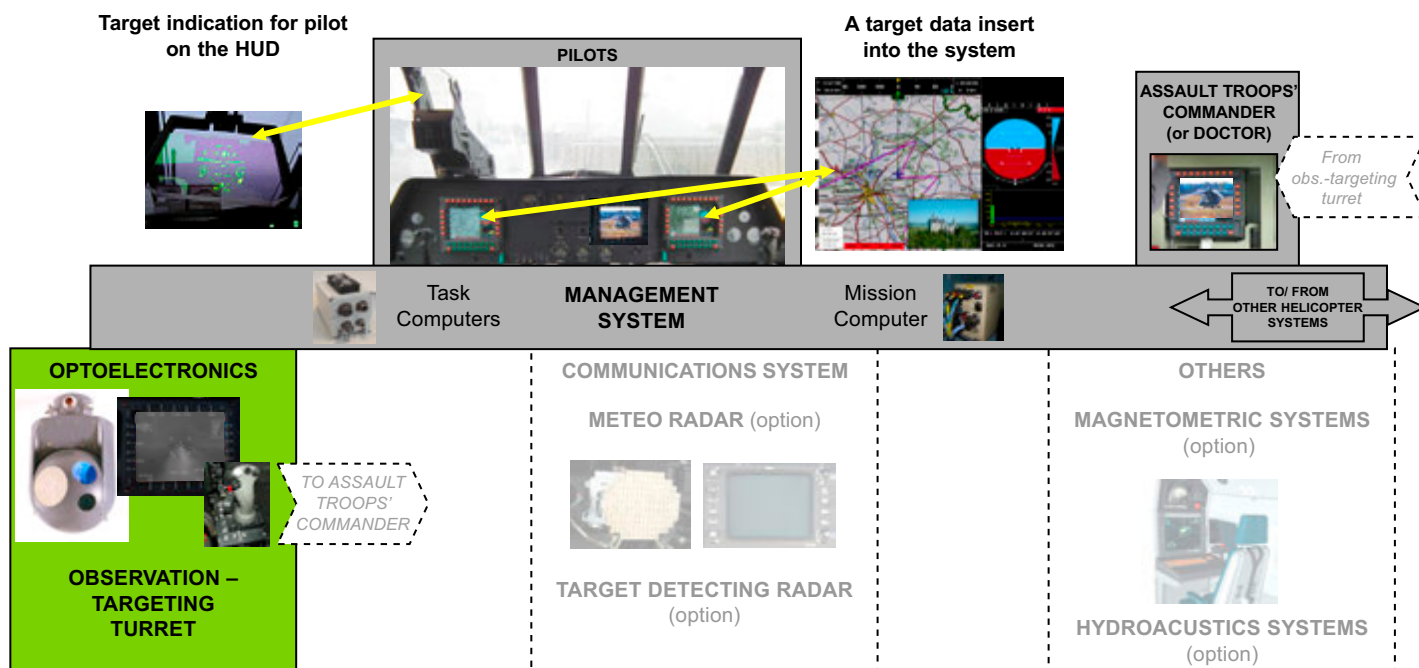 Target indication for pilot
on the HUD
PILOTS
A target data insert
into the system
ASSAULT TROOPS'
COMMANDER
(or DOCTOR)
From
obs.-targeting
turret
Task
Computers
MANAGEMENT
SYSTEM
Mission
Computer
TO/ FROM
OTHER HELICOPTER
SYSTEMS
OPTOELECTRONICS
TO ASSAULT
TROOPS'
COMMANDER
OBSERVATION –
TARGETING
TURRET
COMMUNICATIONS SYSTEM
METEO RADAR (option)
TARGET DETECTING RADAR
(option)
OTHERS
MAGNETOMETRIC SYSTEMS
(option)
HYDROACUSTICS SYSTEMS
(option)